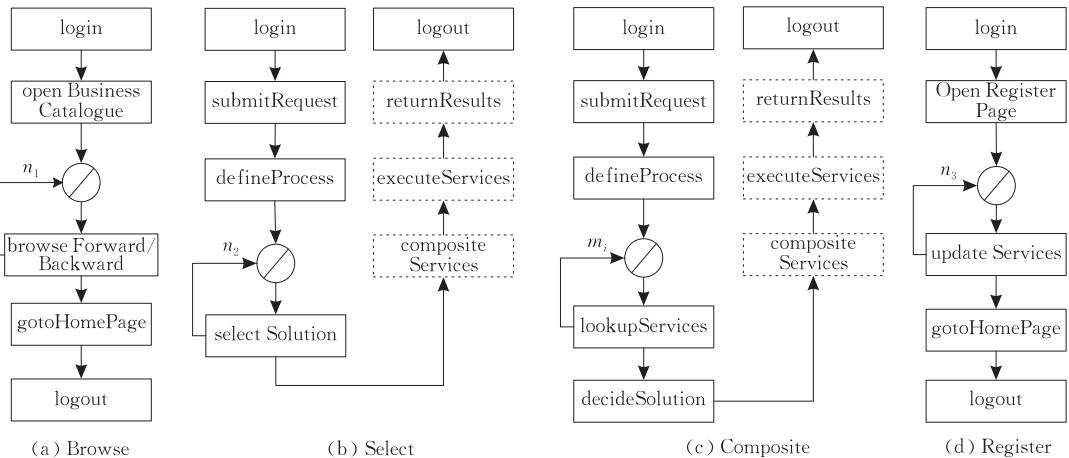 login
open Business
Catalogue
n1
browse Forward/
Backward
gotoHomePage
logout
(a) Browse
login
submitRequest
defineProcess
n2
select Solution
logout
returnResults
executeServices
composite
Services
(b) Select
login
submitRequest
defineProcess
mi
lookupServices
decideSolution
logout
returnResults
executeServices
composite
Services
(c) Composite
login
Open Register
Page
n3
update Services
gotoHomePage
logout
(d) Register